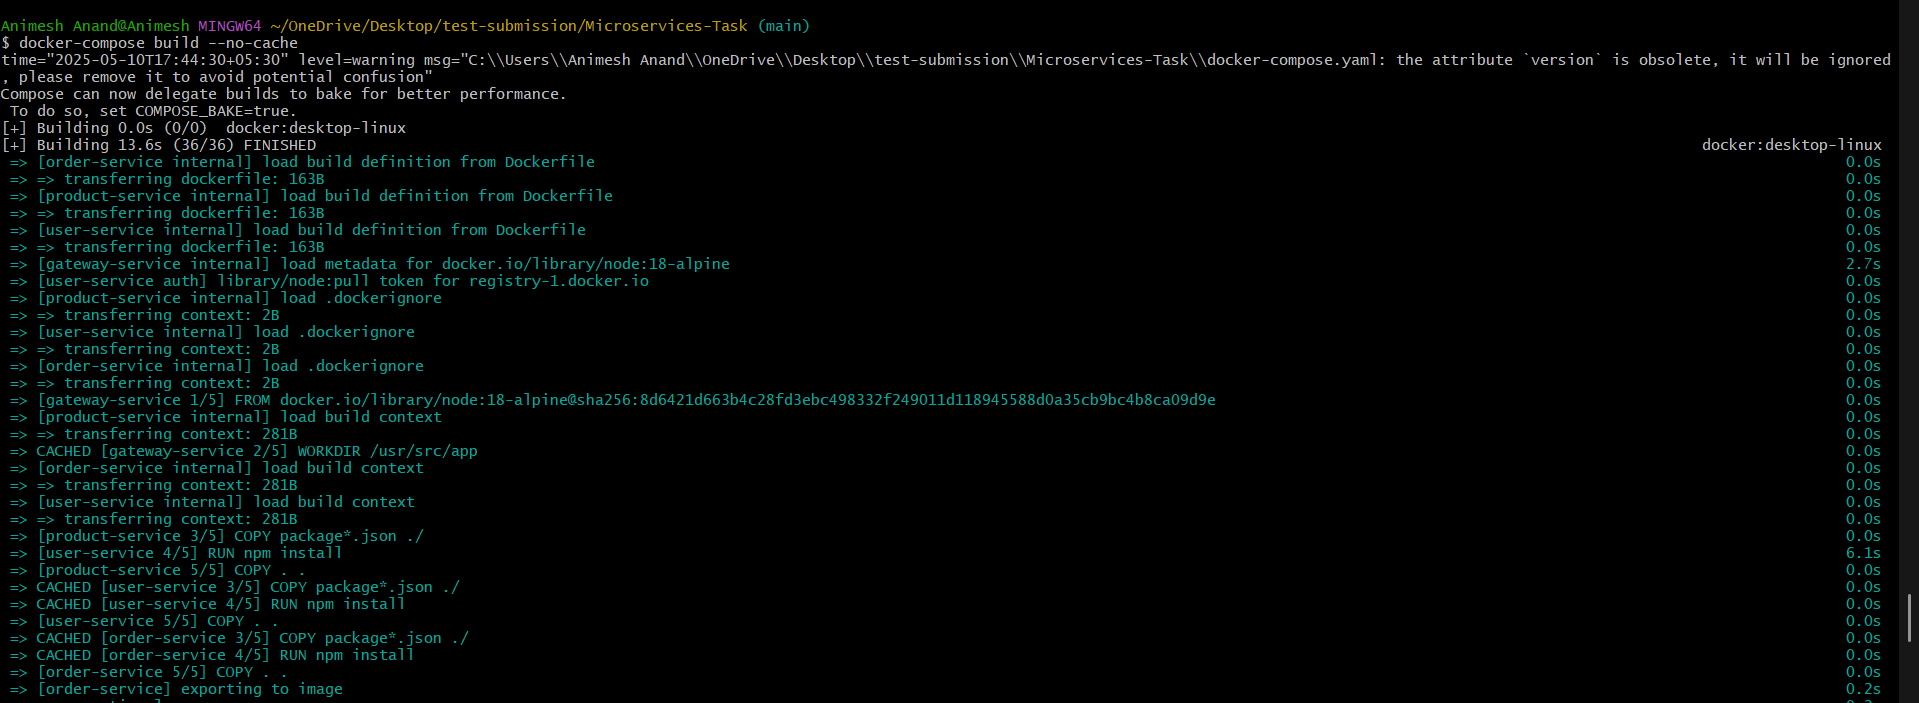 Animesh Anand@Animesh MINGW64 ~/OneDrive/Desktop/test-submission/Microservices-Task (main)
$ docker-compose build --no-cache
time="2025-05-10T17:44:30+05:30" level=warning msg="C:\\Users\\Animesh Anand\\OneDrive\\Desktop\\test-submission\\Microservices-Task\\docker-compose.yaml: the attribute `version` is obsolete, it will be ignored
, please remove it to avoid potential confusion"
Compose can now delegate builds to bake for better performance.
 To do so, set COMPOSE_BAKE=true.
[+] Building 0.0s (0/0)  docker:desktop-linux
[+] Building 13.6s (36/36) FINISHED docker:desktop-linux
 => [order-service internal] load build definition from Dockerfile 0.0s
 => => transferring dockerfile: 163B 0.0s
 => [product-service internal] load build definition from Dockerfile 0.0s
 => => transferring dockerfile: 163B 0.0s
 => [user-service internal] load build definition from Dockerfile 0.0s
 => => transferring dockerfile: 163B 0.0s
 => [gateway-service internal] load metadata for docker.io/library/node:18-alpine 2.7s
 => [user-service auth] library/node:pull token for registry-1.docker.io 0.0s
 => [product-service internal] load .dockerignore 0.0s
 => => transferring context: 2B 0.0s
 => [user-service internal] load .dockerignore 0.0s
 => => transferring context: 2B 0.0s
 => [order-service internal] load .dockerignore 0.0s
 => => transferring context: 2B 0.0s
 => [gateway-service 1/5] FROM docker.io/library/node:18-alpine@sha256:8d6421d663b4c28fd3ebc498332f249011d118945588d0a35cb9bc4b8ca09d9e 0.0s
 => [product-service internal] load build context 0.0s
 => => transferring context: 281B 0.0s
 => CACHED [gateway-service 2/5] WORKDIR /usr/src/app 0.0s
 => [order-service internal] load build context 0.0s
 => => transferring context: 281B 0.0s
 => [user-service internal] load build context 0.0s
 => => transferring context: 281B 0.0s
 => [product-service 3/5] COPY package*.json ./ 0.0s
 => [user-service 4/5] RUN npm install 6.1s
 => [product-service 5/5] COPY . . 0.0s
 => CACHED [user-service 3/5] COPY package*.json ./ 0.0s
 => CACHED [user-service 4/5] RUN npm install 0.0s
 => [user-service 5/5] COPY . . 0.0s
 => CACHED [order-service 3/5] COPY package*.json ./ 0.0s
 => CACHED [order-service 4/5] RUN npm install 0.0s
 => [order-service 5/5] COPY . . 0.0s
 => [order-service] exporting to image 0.2s